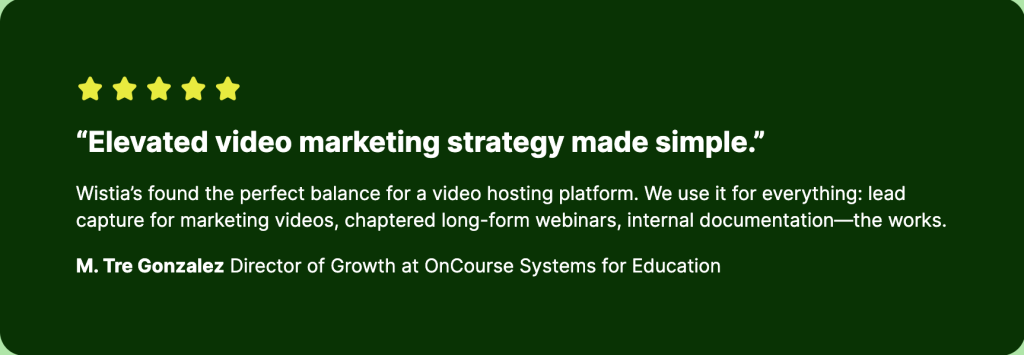 “Elevated video marketing strategy made simple.”
Wistia’s found the perfect balance for a video hosting platform. We use it for everything: lead
capture for marketing videos, chaptered long-form webinars, internal documentation—the works.
M. Tre Gonzalez Director of Growth at OnCourse Systems for Education